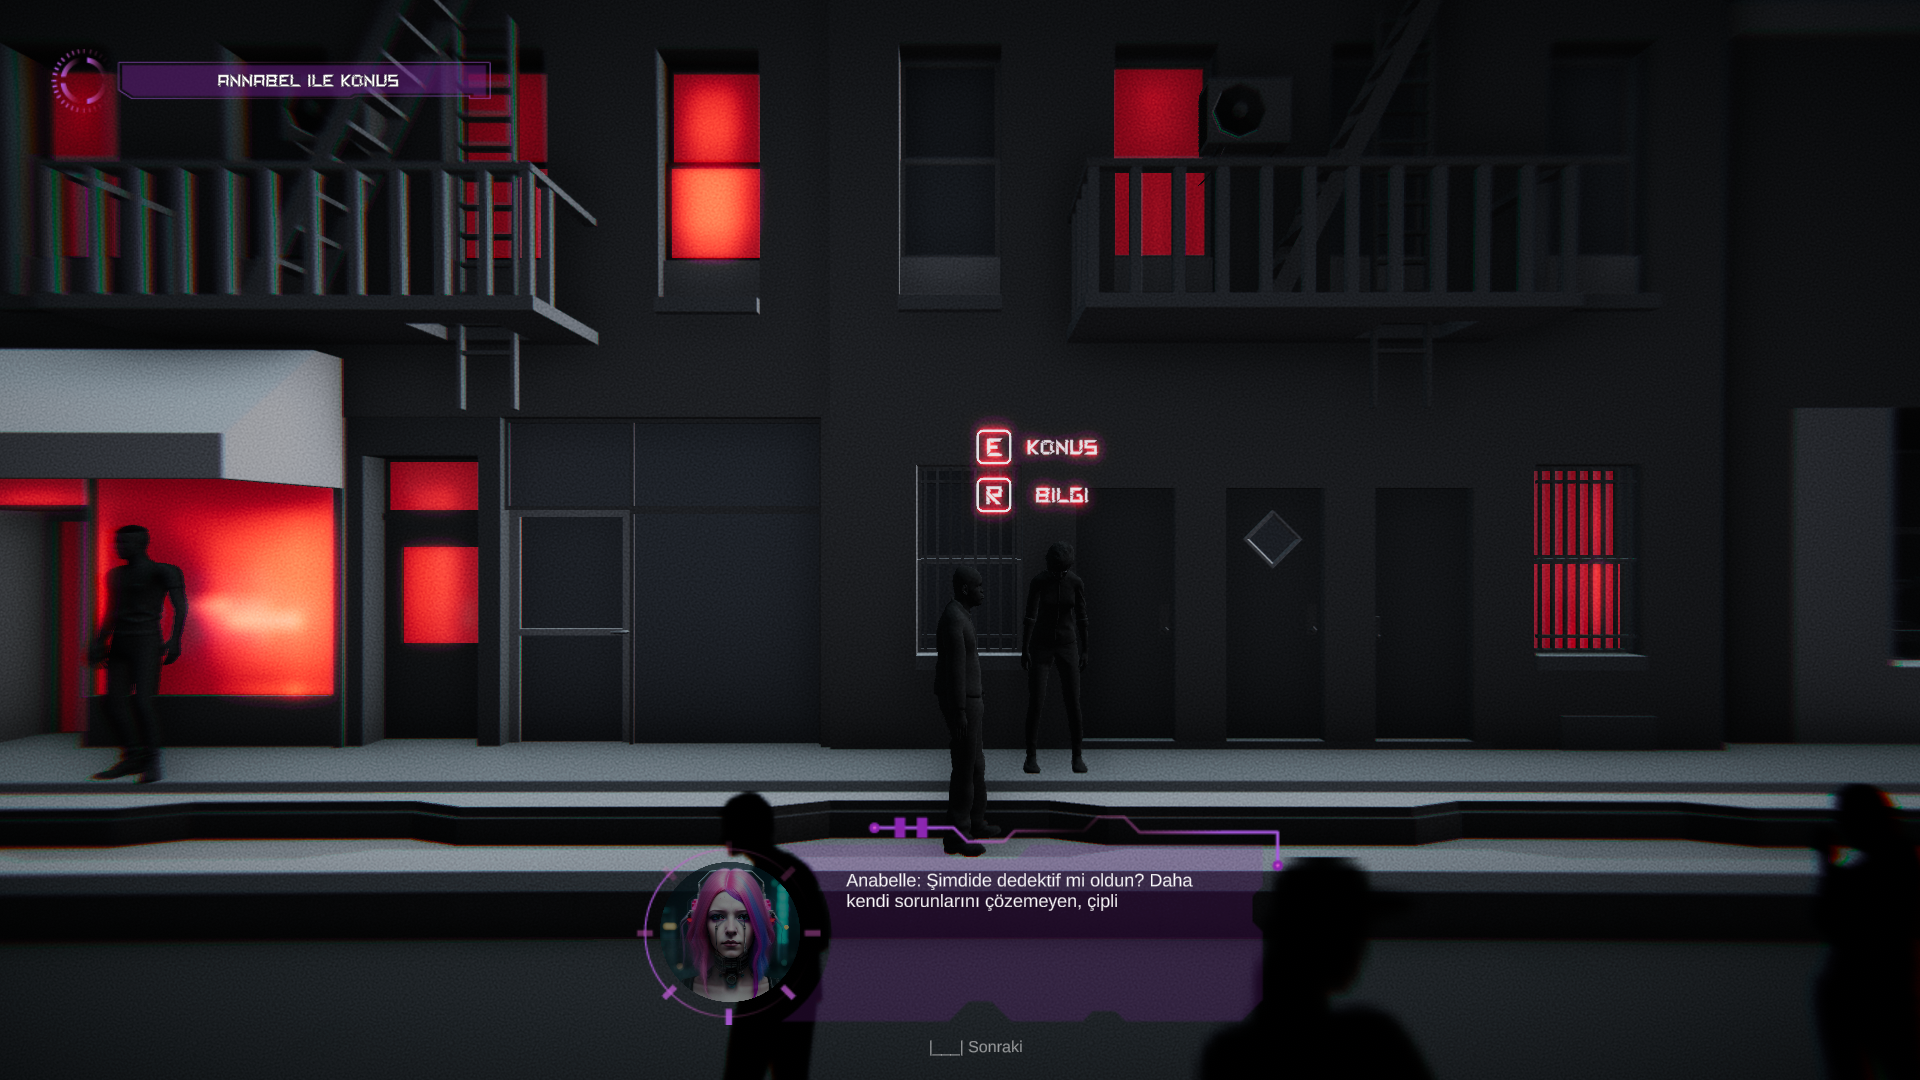 ANNABEL ILE KONUS
E KONUS
R BILGI
Anabelle: Şimdide dedektif mi oldun? Daha
kendi sorunlarını çözemeyen, çipli
|___| Sonraki